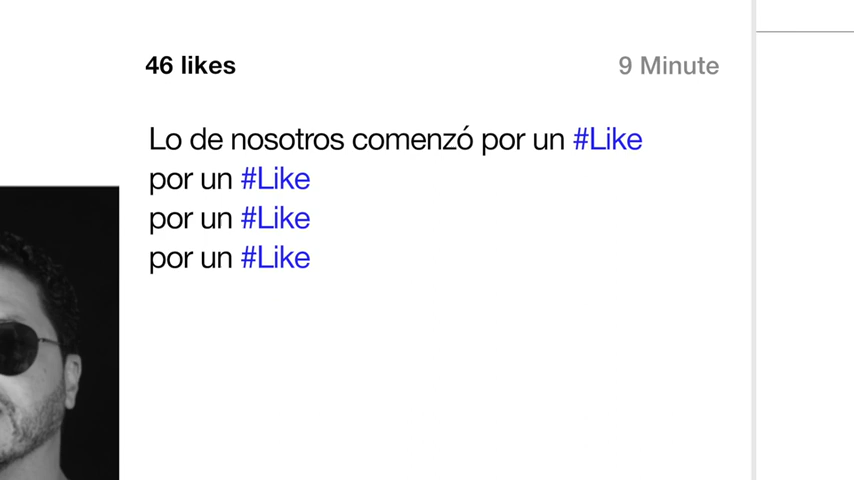 46 likes
9 Minute
Lo de nosotros comenzó por un #Like
por un #Like
por un #Like
por un #Like